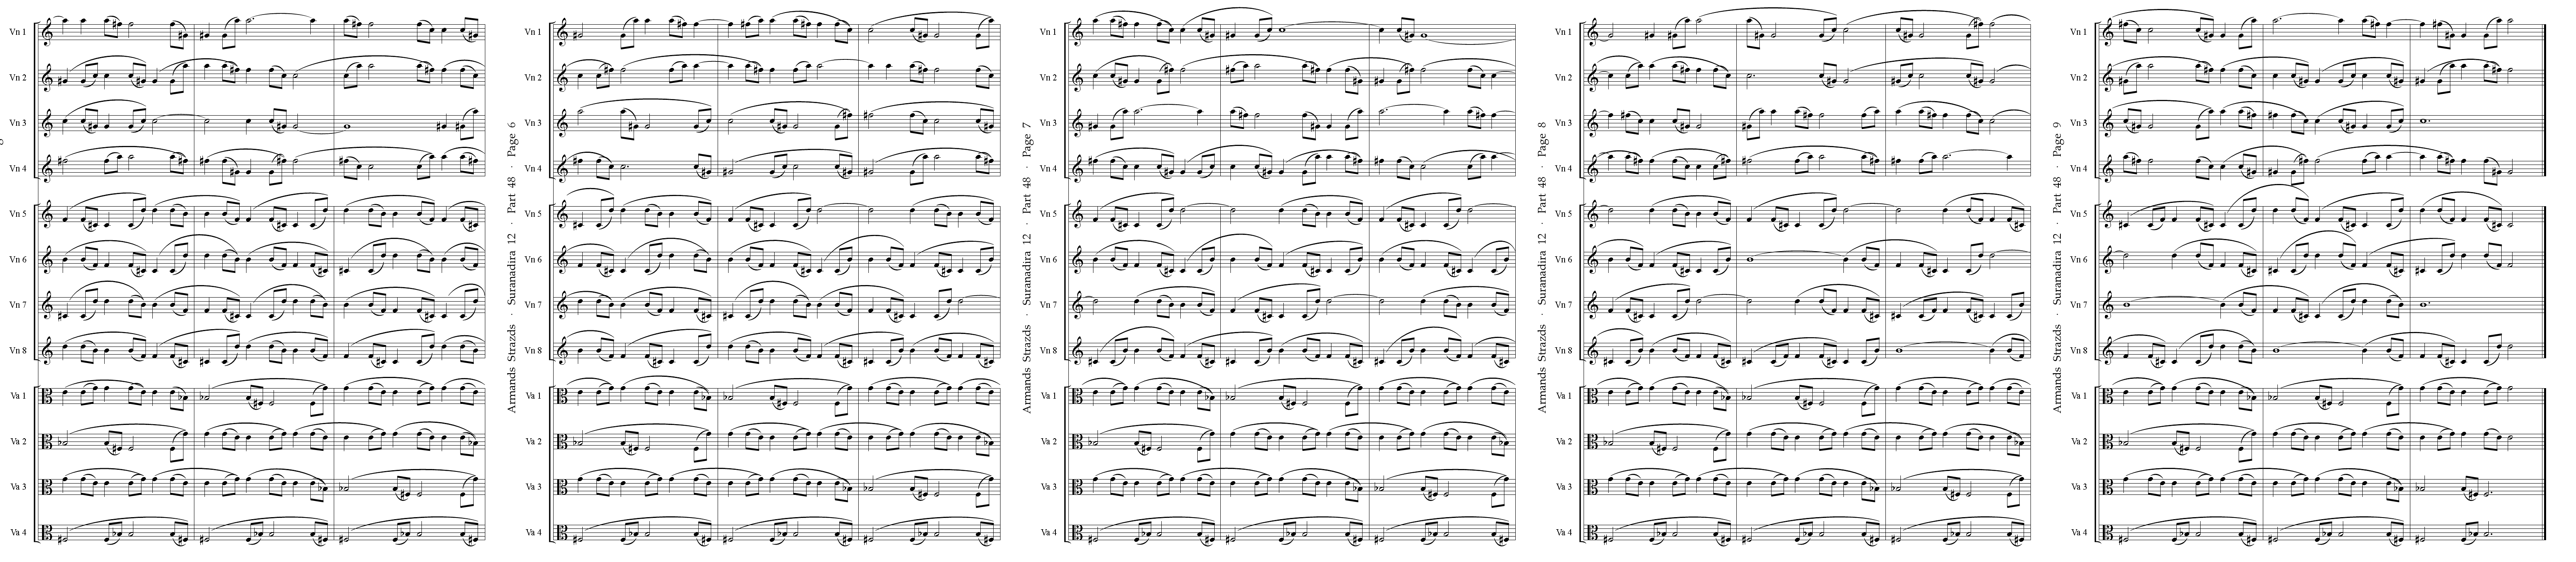 Vn 1
Vn 2
Vn 3
Vn 4
Vn 5
Vn 6
Vn 7
Vn 8
Va 1
Va 2
Va 3
Va 4
Armands Strazds · Suranadira 12 · Part 48 · Page 6
Vn 1
Vn 2
Vn 3
Vn 4
Vn 5
Vn 6
Vn 7
Vn 8
Va 1
Va 2
Va 3
Va 4
Armands Strazds · Suranadira 12 · Part 48 · Page 7
Vn 1
Vn 2
Vn 3
Vn 4
Vn 5
Vn 6
Vn 7
Vn 8
Va 1
Va 2
Va 3
Va 4
Armands Strazds · Suranadira 12 · Part 48 · Page 8
Vn 1
Vn 2
Vn 3
Vn 4
Vn 5
Vn 6
Vn 7
Vn 8
Va 1
Va 2
Va 3
Va 4
Armands Strazds · Suranadira 12 · Part 48 · Page 9
Vn 1
Vn 2
Vn 3
Vn 4
Vn 5
Vn 6
Vn 7
Vn 8
Va 1
Va 2
Va 3
Va 4